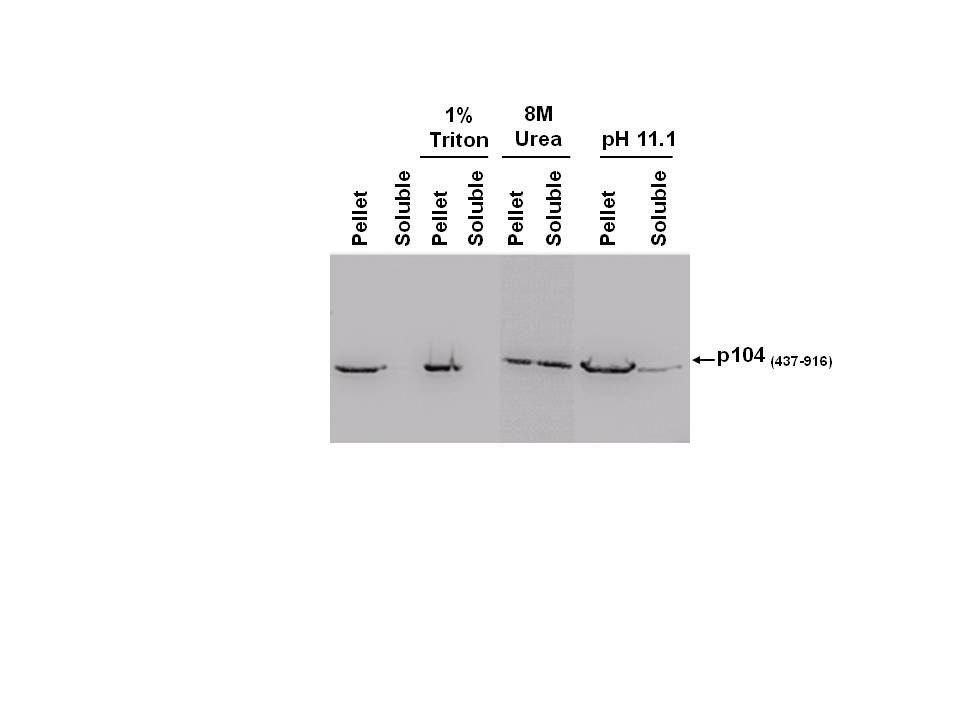 1%
Triton
8M
Urea
pH 11.1
Pellet
Soluble
Pellet
Soluble
Pellet
Soluble
Pellet
Soluble
p104 (437-916)